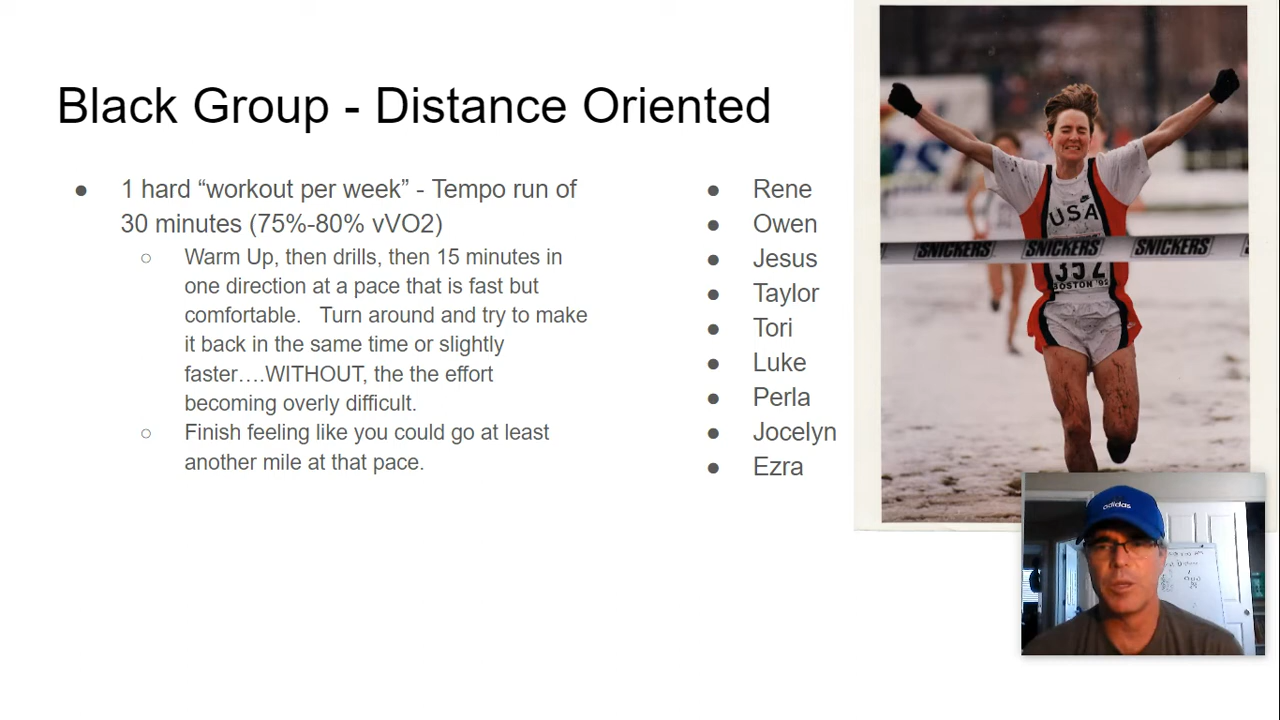 Black Group - Distance Oriented
1 hard “workout per week” - Tempo run of
30 minutes (75%-80% vVO2)
Warm Up, then drills, then 15 minutes in
one direction at a pace that is fast but
comfortable. Turn around and try to make
it back in the same time or slightly
faster….WITHOUT, the the effort
becoming overly difficult.
Finish feeling like you could go at least
another mile at that pace.
Rene
Owen
Jesus
Taylor
Tori
Luke
Perla
Jocelyn
Ezra
USA
SNICKERS SNICKERS SNICKERS
352
BOSTON '92
adidas